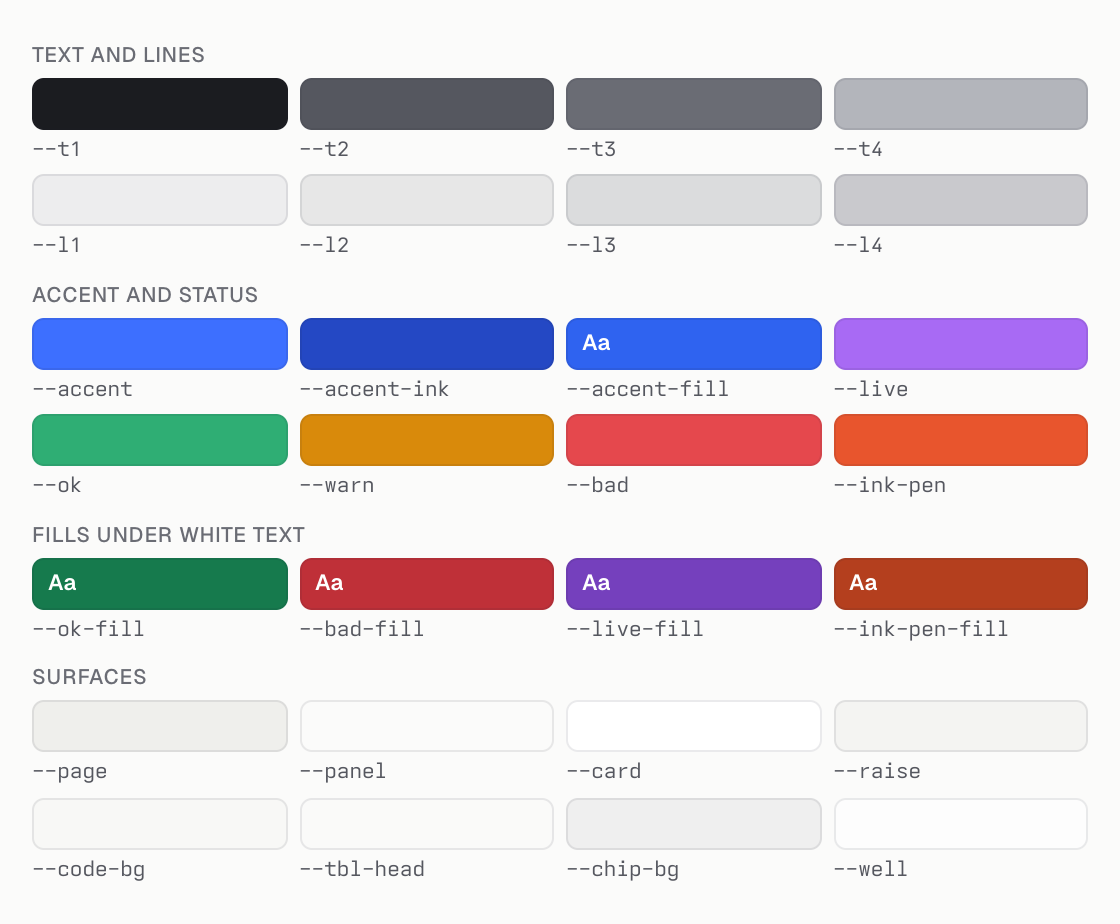 TEXT AND LINES
--t1 --t2 --t3 --t4
--l1 --l2 --l3 --l4
ACCENT AND STATUS
Aa
--accent --accent-ink --accent-fill --live
--ok --warn --bad --ink-pen
FILLS UNDER WHITE TEXT
Aa Aa Aa Aa
--ok-fill --bad-fill --live-fill --ink-pen-fill
SURFACES
--page --panel --card --raise
--code-bg --tbl-head --chip-bg --well